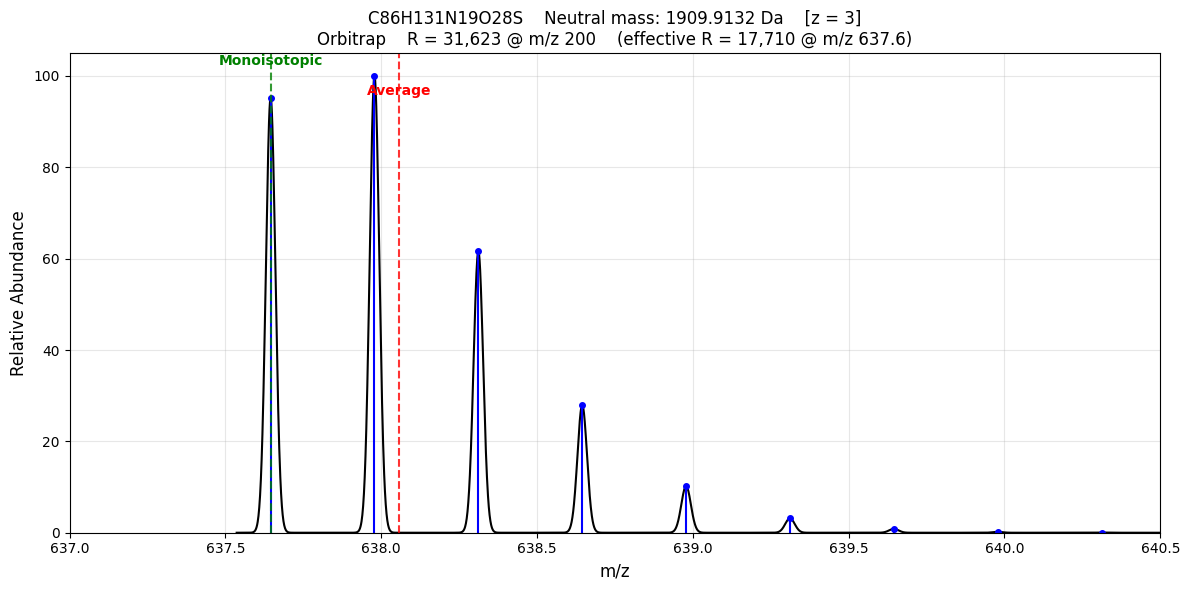 C86H131N19O28S    Neutral mass: 1909.9132 Da    [z = 3]
Orbitrap    R = 31,623 @ m/z 200    (effective R = 17,710 @ m/z 637.6)
Monoisotopic
Average
Relative Abundance
100
80
60
40
20
0
637.0 637.5 638.0 638.5 639.0 639.5 640.0 640.5
m/z